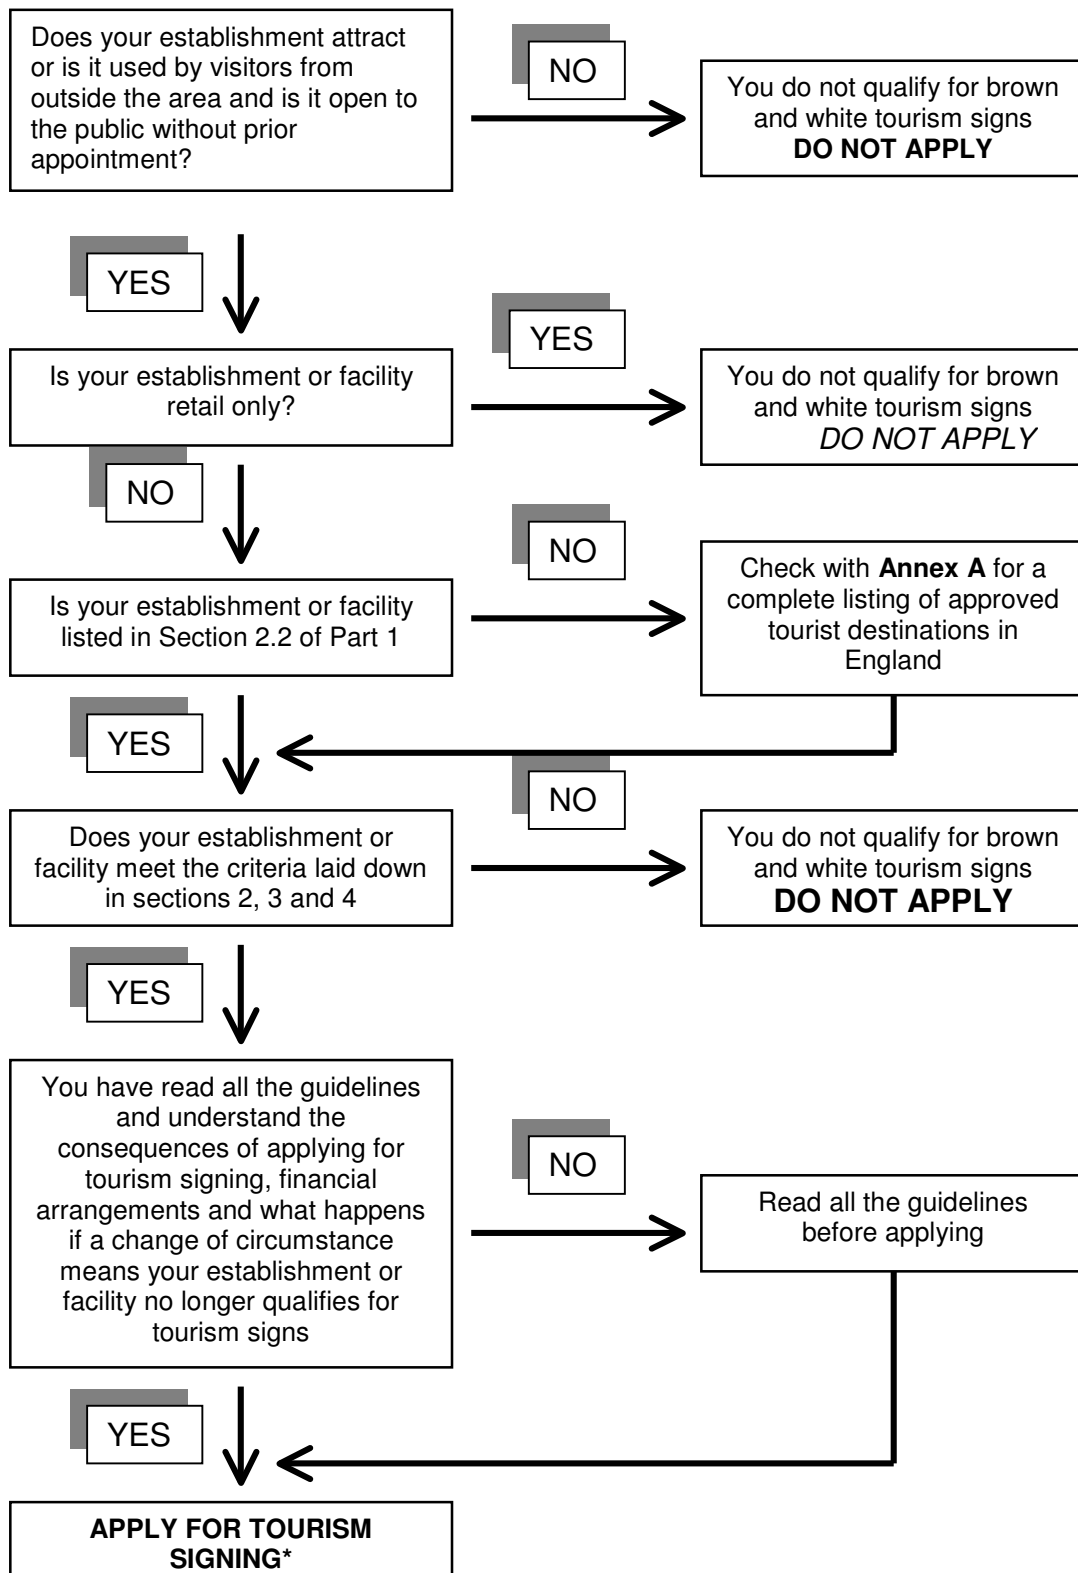 Does your establishment attract
or is it used by visitors from
outside the area and is it open to
the public without prior
appointment?
NO
You do not qualify for brown
and white tourism signs
DO NOT APPLY
YES
Is your establishment or facility
retail only?
YES
You do not qualify for brown
and white tourism signs
DO NOT APPLY
NO
Is your establishment or facility
listed in Section 2.2 of Part 1
NO
Check with Annex A for a
complete listing of approved
tourist destinations in
England
YES
Does your establishment or
facility meet the criteria laid down
in sections 2, 3 and 4
NO
You do not qualify for brown
and white tourism signs
DO NOT APPLY
YES
You have read all the guidelines
and understand the
consequences of applying for
tourism signing, financial
arrangements and what happens
if a change of circumstance
means your establishment or
facility no longer qualifies for
tourism signs
NO
Read all the guidelines
before applying
YES
APPLY FOR TOURISM
SIGNING*